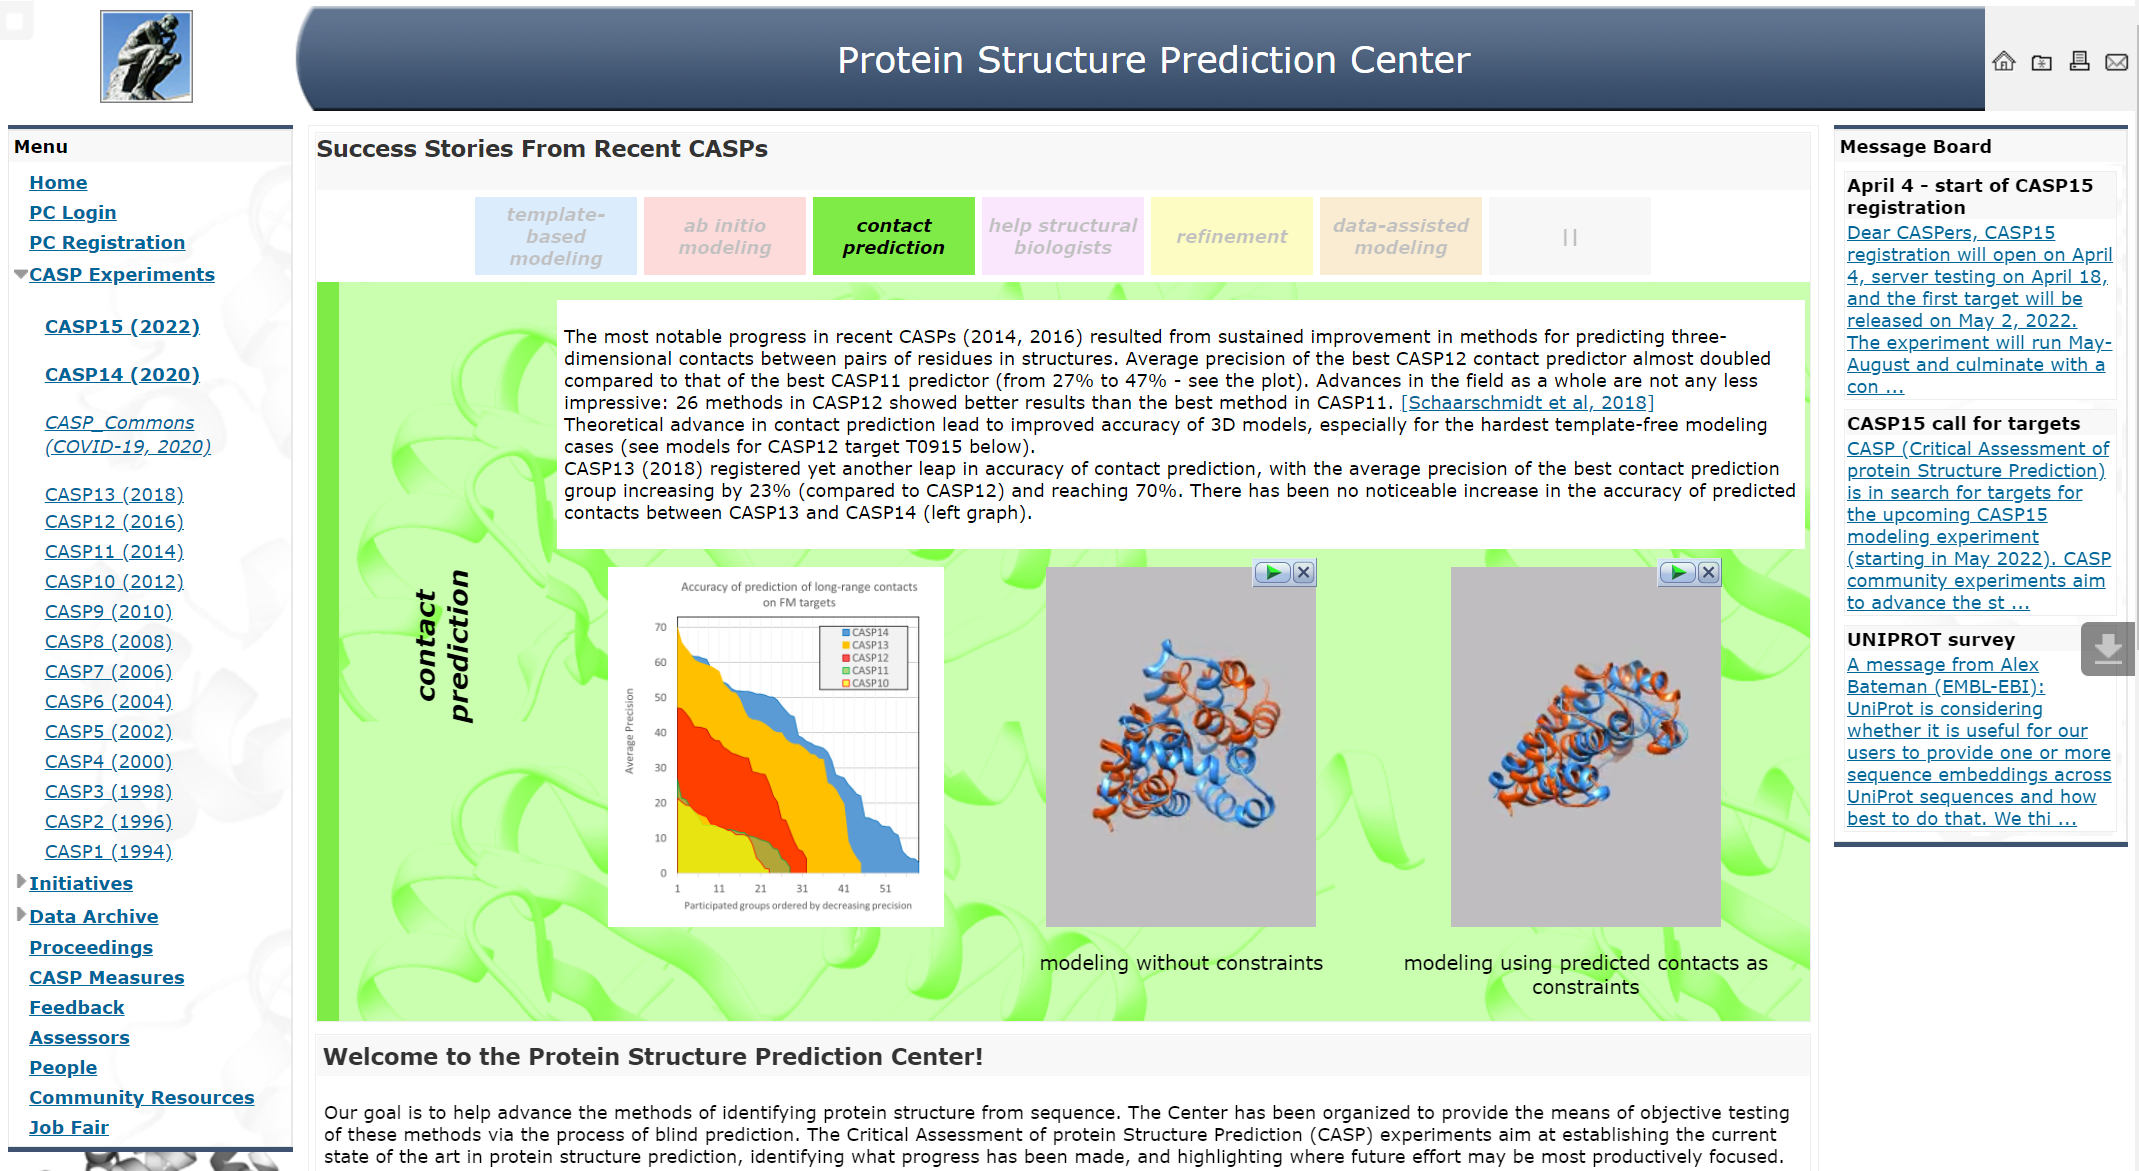 Protein Structure Prediction Center
Menu
Home
PC Login
PC Registration
CASP Experiments
CASP15 (2022)
CASP14 (2020)
CASP_Commons
(COVID-19, 2020)
CASP13 (2018)
CASP12 (2016)
CASP11 (2014)
CASP10 (2012)
CASP9 (2010)
CASP8 (2008)
CASP7 (2006)
CASP6 (2004)
CASP5 (2002)
CASP4 (2000)
CASP3 (1998)
CASP2 (1996)
CASP1 (1994)
Initiatives
Data Archive
Proceedings
CASP Measures
Feedback
Assessors
People
Community Resources
Job Fair
Success Stories From Recent CASPs
template-
based
modeling
ab initio
modeling
contact
prediction
help structural
biologists
refinement
data-assisted
modeling
||
contact
prediction
The most notable progress in recent CASPs (2014, 2016) resulted from sustained improvement in methods for predicting three-
dimensional contacts between pairs of residues in structures. Average precision of the best CASP12 contact predictor almost doubled
compared to that of the best CASP11 predictor (from 27% to 47% - see the plot). Advances in the field as a whole are not any less
impressive: 26 methods in CASP12 showed better results than the best method in CASP11. [Schaarschmidt et al, 2018]
Theoretical advance in contact prediction lead to improved accuracy of 3D models, especially for the hardest template-free modeling
cases (see models for CASP12 target T0915 below).
CASP13 (2018) registered yet another leap in accuracy of contact prediction, with the average precision of the best contact prediction
group increasing by 23% (compared to CASP12) and reaching 70%. There has been no noticeable increase in the accuracy of predicted
contacts between CASP13 and CASP14 (left graph).
Accuracy of prediction of long-range contacts
on FM targets
Average Precision
70
60
50
40
30
20
10
0
CASP14
CASP13
CASP12
CASP11
CASP10
1 11 21 31 41 51
Participated groups ordered by decreasing precision
modeling without constraints
modeling using predicted contacts as
constraints
Welcome to the Protein Structure Prediction Center!
Our goal is to help advance the methods of identifying protein structure from sequence. The Center has been organized to provide the means of objective testing
of these methods via the process of blind prediction. The Critical Assessment of protein Structure Prediction (CASP) experiments aim at establishing the current
state of the art in protein structure prediction, identifying what progress has been made, and highlighting where future effort may be most productively focused.
Message Board
April 4 - start of CASP15
registration
Dear CASPers, CASP15
registration will open on April
4, server testing on April 18,
and the first target will be
released on May 2, 2022.
The experiment will run May-
August and culminate with a
con ...
CASP15 call for targets
CASP (Critical Assessment of
protein Structure Prediction)
is in search for targets for
the upcoming CASP15
modeling experiment
(starting in May 2022). CASP
community experiments aim
to advance the st ...
UNIPROT survey
A message from Alex
Bateman (EMBL-EBI):
UniProt is considering
whether it is useful for our
users to provide one or more
sequence embeddings across
UniProt sequences and how
best to do that. We thi ...